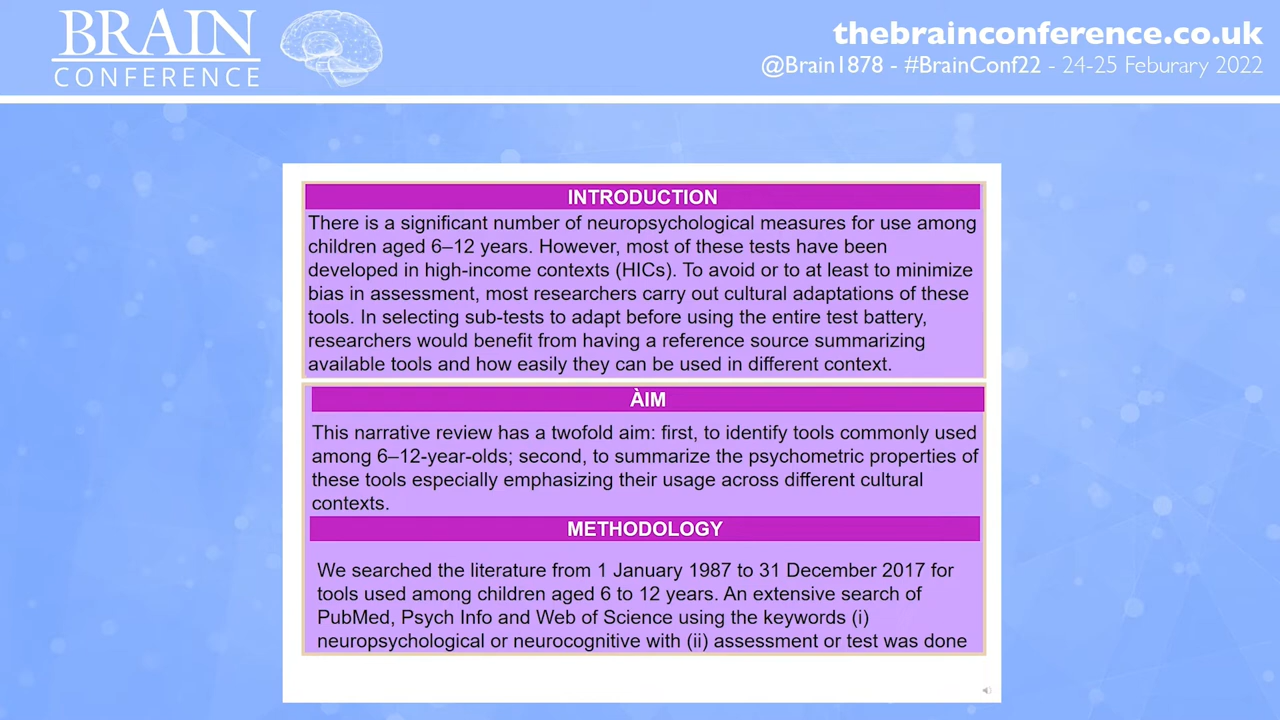 BRAIN
CONFERENCE
thebrainconference.co.uk
@Brain1878 - #BrainConf22 - 24-25 Feburary 2022
INTRODUCTION
There is a significant number of neuropsychological measures for use among
children aged 6–12 years. However, most of these tests have been
developed in high-income contexts (HICs). To avoid or to at least to minimize
bias in assessment, most researchers carry out cultural adaptations of these
tools. In selecting sub-tests to adapt before using the entire test battery,
researchers would benefit from having a reference source summarizing
available tools and how easily they can be used in different context.
ÀIM
This narrative review has a twofold aim: first, to identify tools commonly used
among 6–12-year-olds; second, to summarize the psychometric properties of
these tools especially emphasizing their usage across different cultural
contexts.
METHODOLOGY
We searched the literature from 1 January 1987 to 31 December 2017 for
tools used among children aged 6 to 12 years. An extensive search of
PubMed, Psych Info and Web of Science using the keywords (i)
neuropsychological or neurocognitive with (ii) assessment or test was done